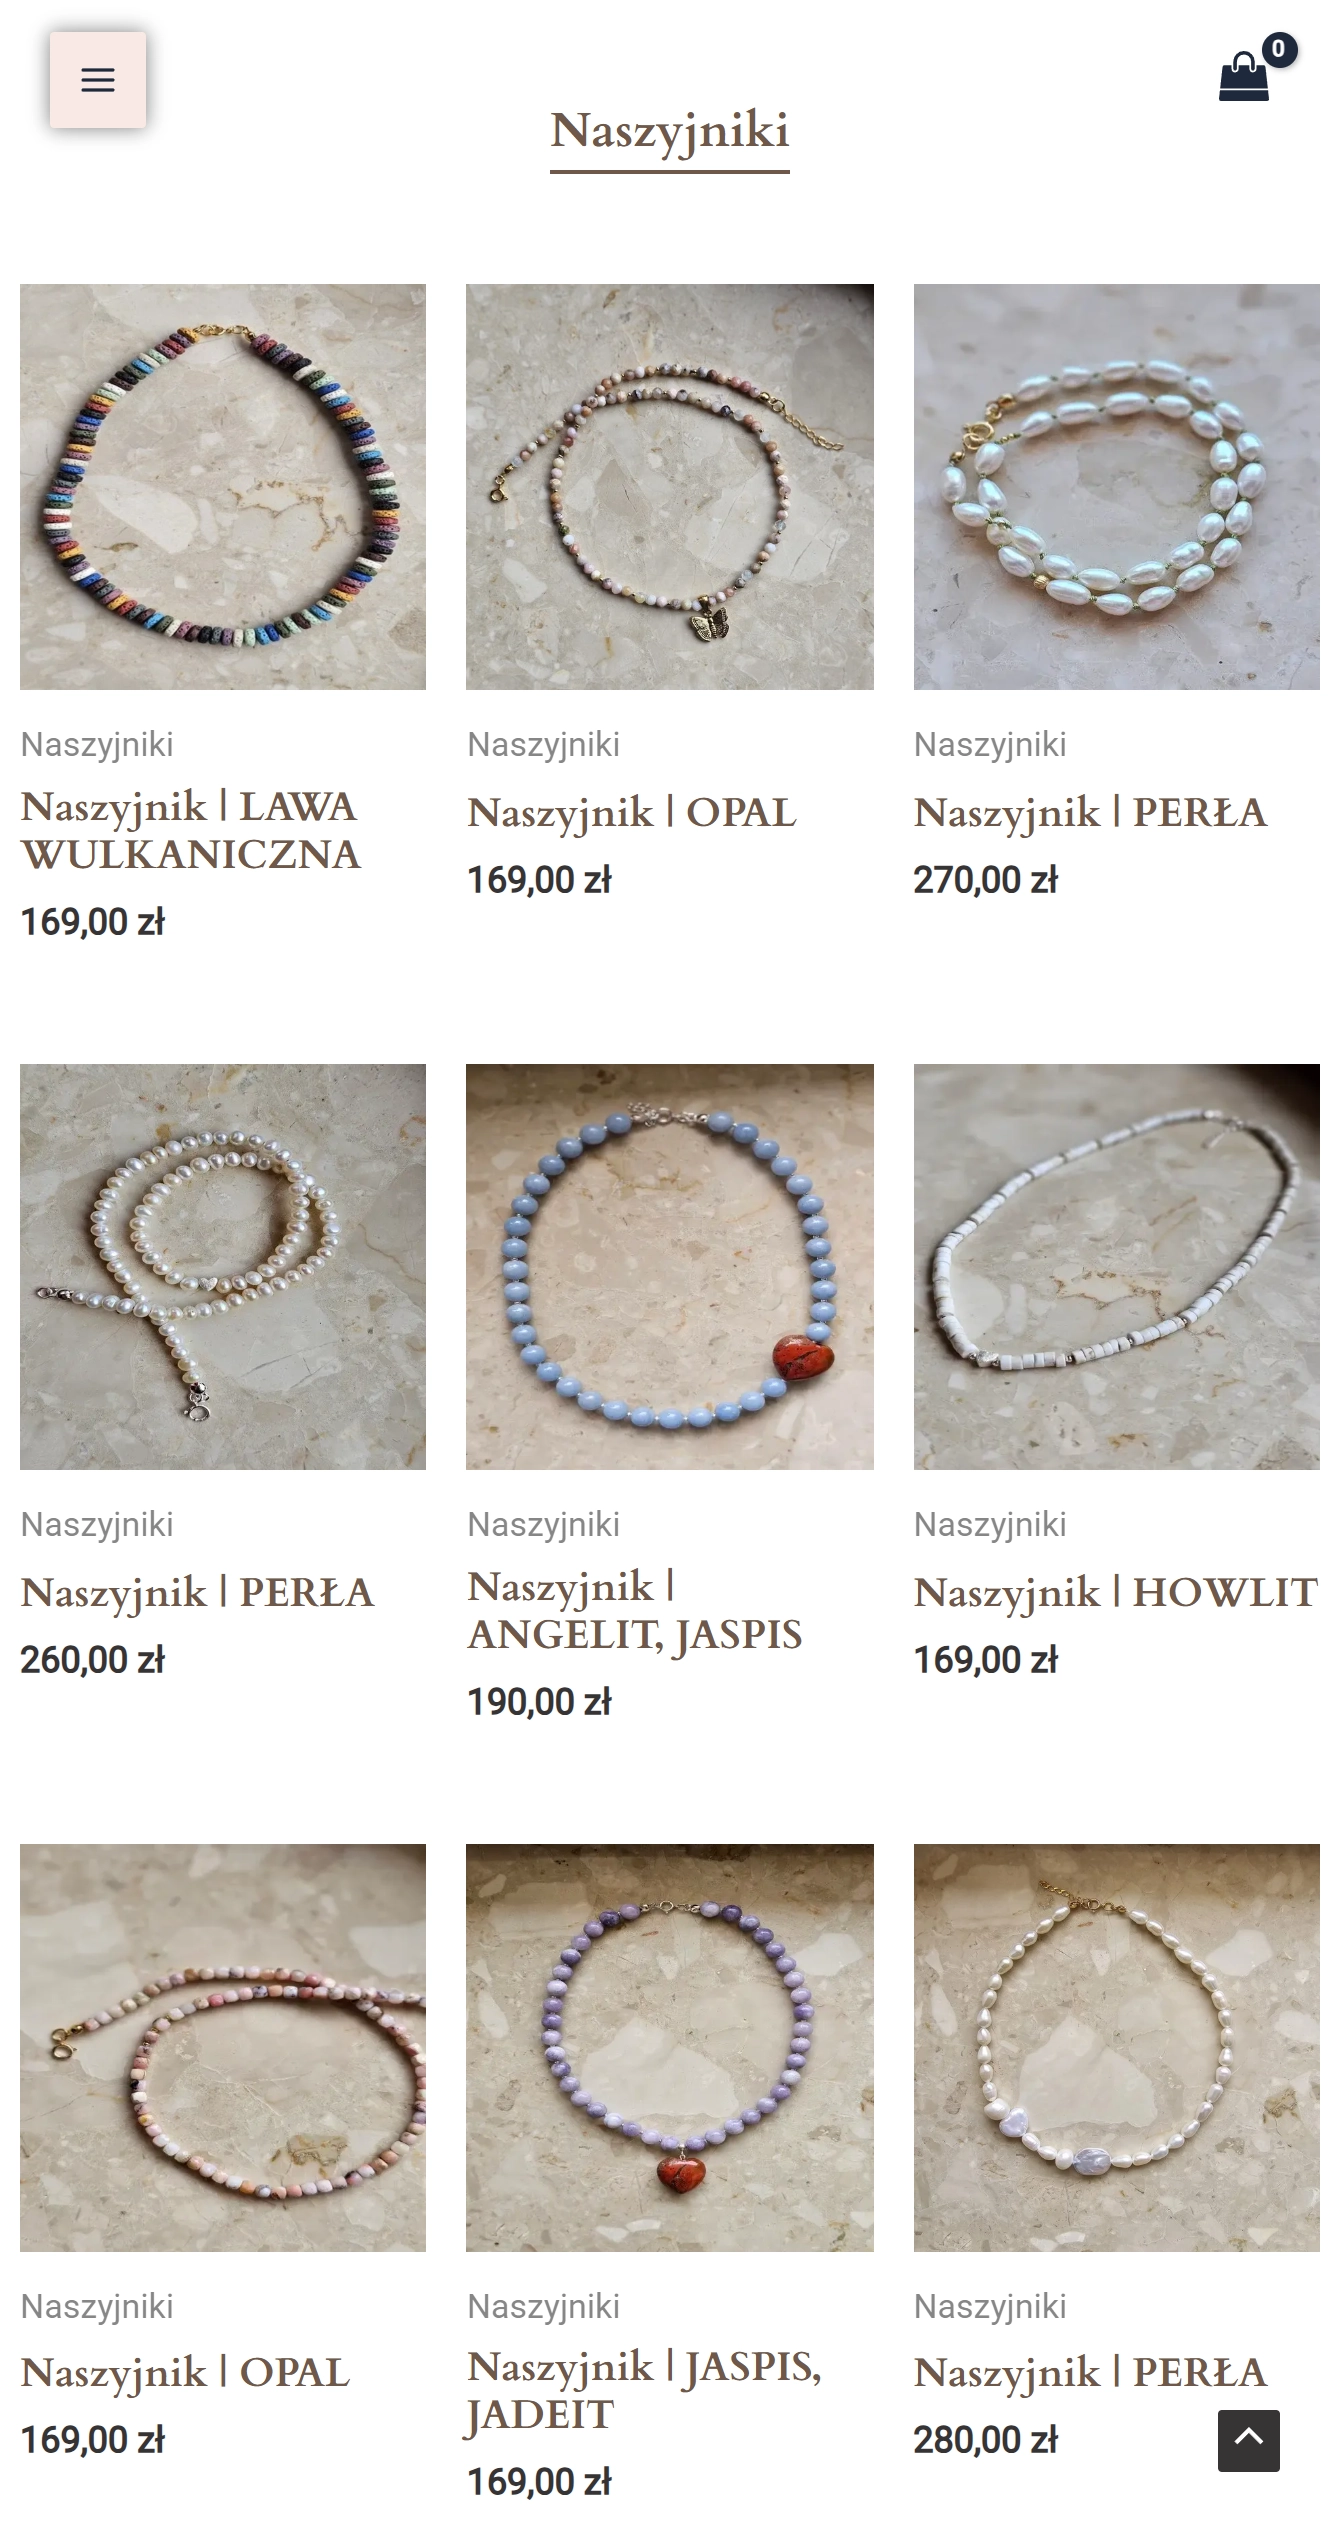 0
Naszyjniki
Naszyjniki
Naszyjnik | LAWA
WULKANICZNA
169,00 zł
Naszyjniki
Naszyjnik | OPAL
169,00 zł
Naszyjniki
Naszyjnik | PERŁA
270,00 zł
Naszyjniki
Naszyjnik | PERŁA
260,00 zł
Naszyjniki
Naszyjnik |
ANGELIT, JASPIS
190,00 zł
Naszyjniki
Naszyjnik | HOWLIT
169,00 zł
Naszyjniki
Naszyjnik | OPAL
169,00 zł
Naszyjniki
Naszyjnik | JASPIS,
JADEIT
169,00 zł
Naszyjniki
Naszyjnik | PERŁA
280,00 zł